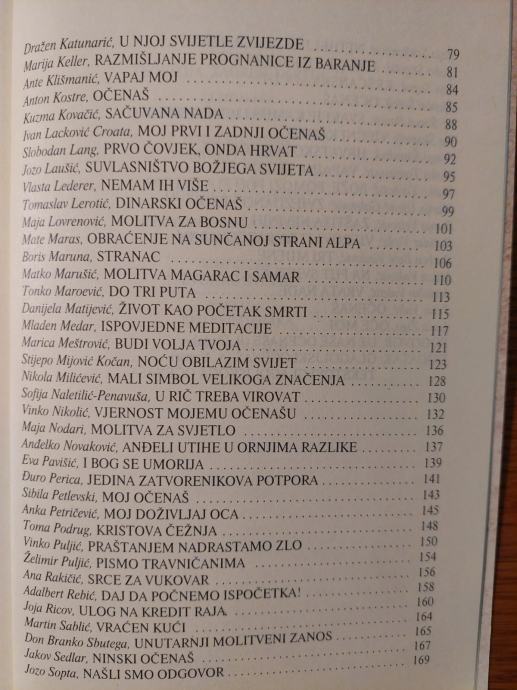 Dražen Katunarić, U NJOJ SVIJETLE ZVIJEZDE 79
Marija Keller, RAZMIŠLJANJE PROGNANICE IZ BARANJE 81
Ante Klišmanić, VAPAJ MOJ 84
Anton Kostre, OČENAŠ 85
Kuzma Kovačić, SAČUVANA NADA 88
Ivan Lacković Croata, MOJ PRVI I ZADNJI OČENAŠ 90
Slobodan Lang, PRVO ČOVJEK, ONDA HRVAT 92
Jozo Laušić, SUVLASNIŠTVO BOŽJEGA SVIJETA 95
Vlasta Lederer, NEMAM IH VIŠE 97
Tomaslav Lerotić, DINARSKI OČENAŠ 99
Maja Lovrenović, MOLITVA ZA BOSNU 101
Mate Maras, OBRAĆENJE NA SUNČANOJ STRANI ALPA 103
Boris Maruna, STRANAC 106
Matko Marušić, MOLITVA MAGARAC I SAMAR 110
Tonko Maroević, DO TRI PUTA 113
Danijela Matijević, ŽIVOT KAO POČETAK SMRTI 115
Mladen Medar, ISPOVJEDNE MEDITACIJE 117
Marica Meštrović, BUDI VOLJA TVOJA 121
Stijepo Mijović Kočan, NOĆU OBILAZIM SVIJET 123
Nikola Milićević, MALI SIMBOL VELIKOGA ZNAČENJA 128
Sofija Naletilić-Penavuša, U RIČ TREBA VIROVAT 130
Vinko Nikolić, VJERNOST MOJEMU OČENAŠU 132
Maja Nodari, MOLITVA ZA SVJETLO 136
Anđelko Novaković, ANĐELI UTIHE U ORNJIMA RAZLIKE 137
Eva Pavišić, I BOG SE UMORIJA 139
Đuro Perica, JEDINA ZATVORENIKOVA POTPORA 141
Sibila Petlevski, MOJ OČENAŠ 143
Anka Petričević, MOJ DOŽIVLJAJ OCA 145
Toma Podrug, KRISTOVA ČEŽNJA 148
Vinko Puljić, PRAŠTANJEM NADRASTAMO ZLO 150
Želimir Puljić, PISMO TRAVNIČANIMA 154
Ana Rakičić, SRCE ZA VUKOVAR 156
Adalbert Rebić, DAJ DA POČNEMO ISPOČETKA! 158
Joja Ricov, ULOG NA KREDIT RAJA 160
Martin Sablić, VRAĆEN KUĆI 164
Don Branko Sbutega, UNUTARNJI MOLITVENI ZANOS 165
Jakov Sedlar, NINSKI OČENAŠ 167
Jozo Sopta, NAŠLI SMO ODGOVOR 169